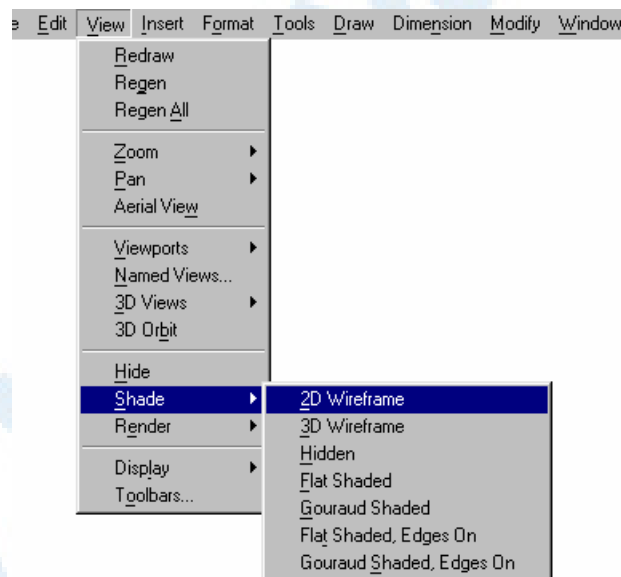 Edit View Insert Format Tools Draw Dimension Modify Window
Redraw
Regen
Regen All
Zoom
Pan
Aerial View
Viewports
Named Views...
3D Views
3D Orbit
Hide
Shade
Render
Display
Toolbars...
2D Wireframe
3D Wireframe
Hidden
Flat Shaded
Gouraud Shaded
Flat Shaded, Edges On
Gouraud Shaded, Edges On